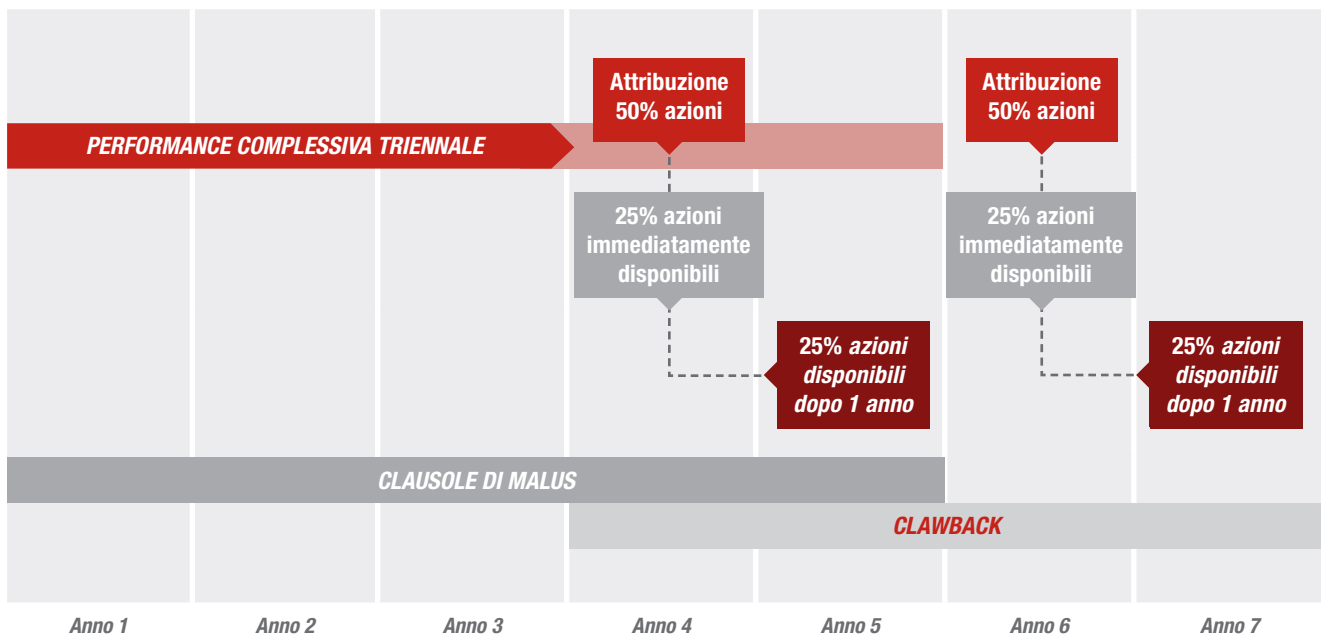 Attribuzione
50% azioni
Attribuzione
50% azioni
PERFORMANCE COMPLESSIVA TRIENNALE
25% azioni
immediatamente
disponibili
25% azioni
immediatamente
disponibili
25% azioni
disponibili
dopo 1 anno
25% azioni
disponibili
dopo 1 anno
CLAUSOLE DI MALUS
CLAWBACK
Anno 1
Anno 2
Anno 3
Anno 4
Anno 5
Anno 6
Anno 7